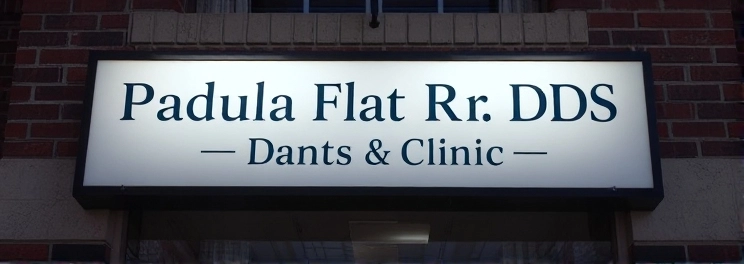 Padula Flat Rr. DDS
— Dants & Clinic —